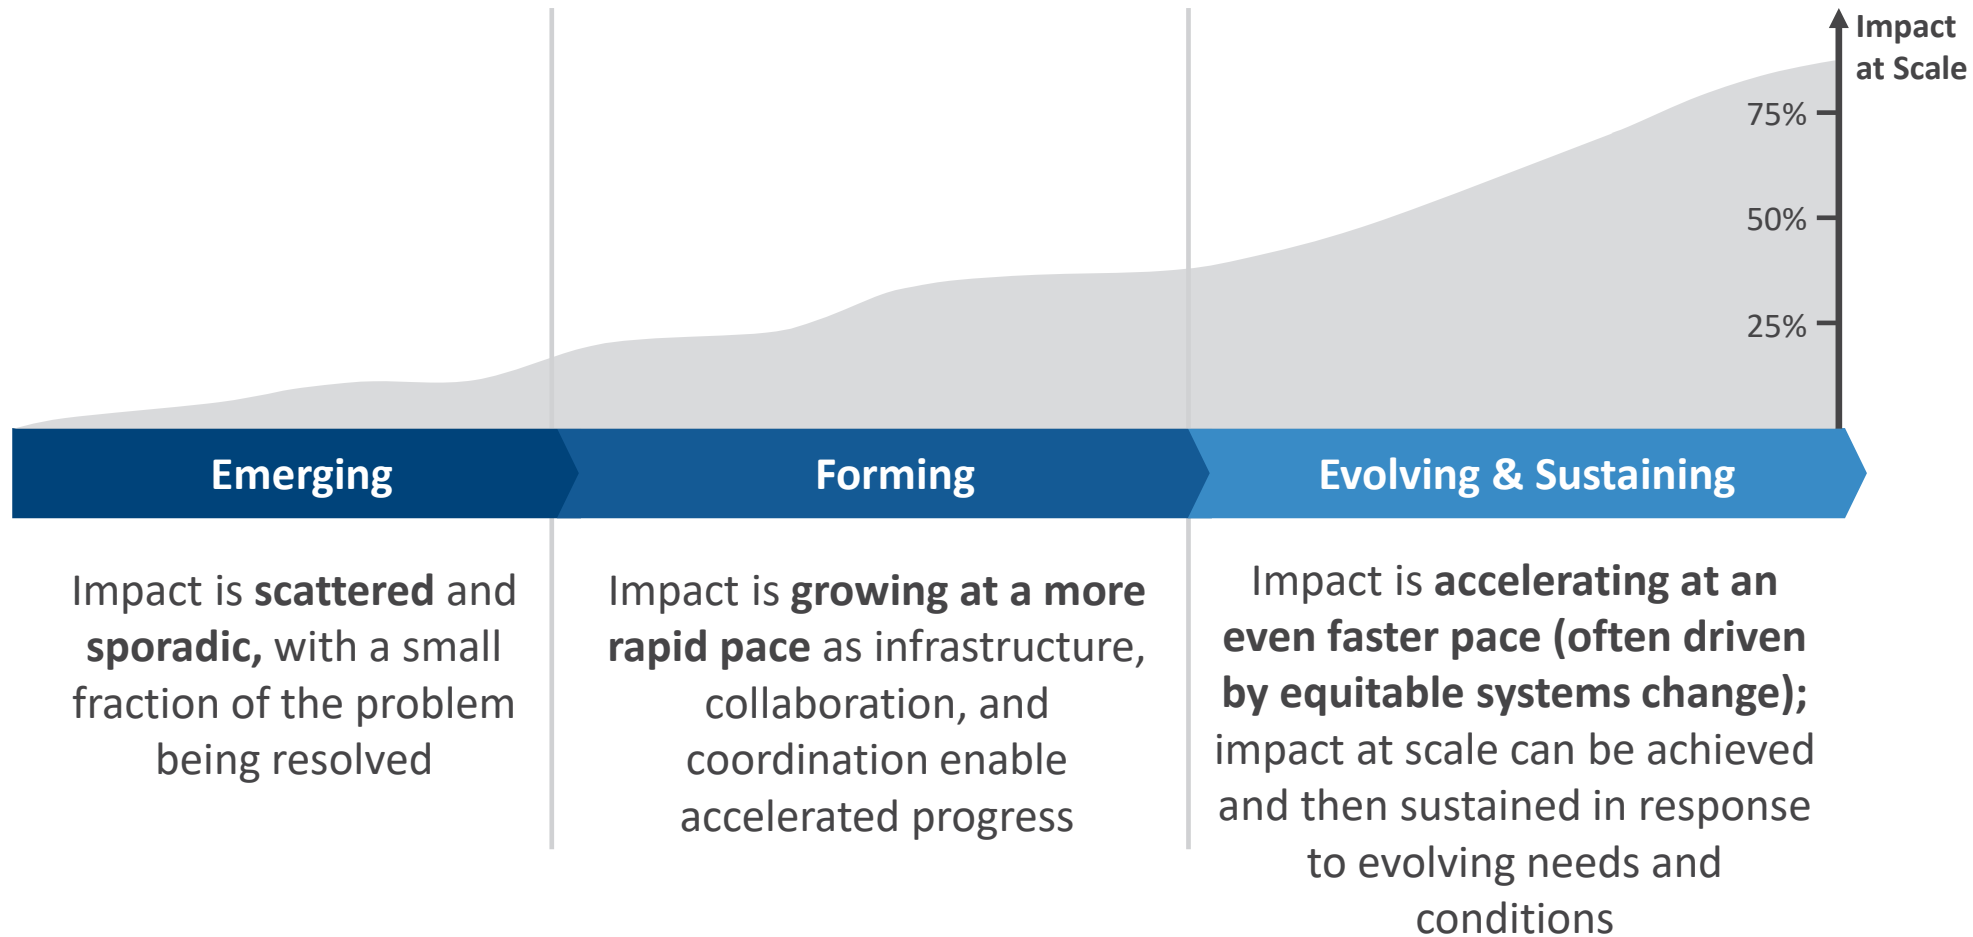 Impact
at Scale
75%
50%
25%
Emerging
Forming
Evolving & Sustaining
Impact is scattered and
sporadic, with a small
fraction of the problem
being resolved
Impact is growing at a more
rapid pace as infrastructure,
collaboration, and
coordination enable
accelerated progress
Impact is accelerating at an
even faster pace (often driven
by equitable systems change);
impact at scale can be achieved
and then sustained in response
to evolving needs and
conditions